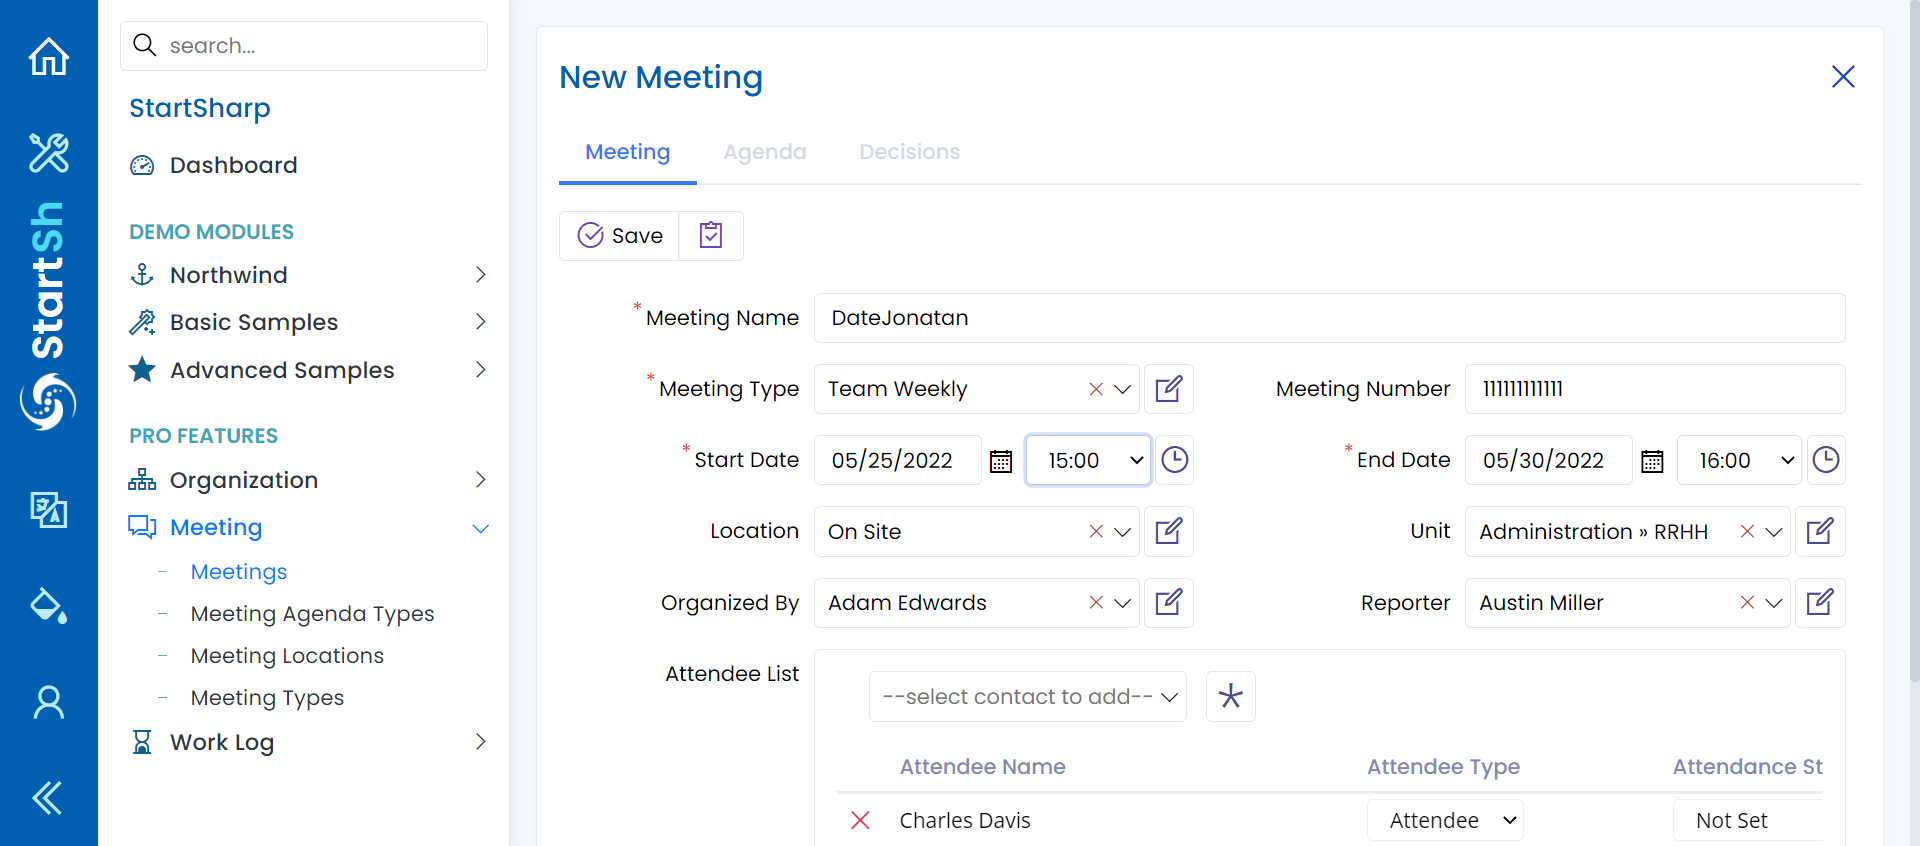 search...
StartSharp
Dashboard
DEMO MODULES
Northwind
Basic Samples
Advanced Samples
PRO FEATURES
Organization
Meeting
Meetings
Meeting Agenda Types
Meeting Locations
Meeting Types
Work Log
StartSh
New Meeting
Meeting
Agenda
Decisions
Save
* Meeting Name DateJonatan
* Meeting Type Team Weekly
Meeting Number 111111111111
* Start Date 05/25/2022 15:00
* End Date 05/30/2022 16:00
Location On Site
Unit Administration » RRHH
Organized By Adam Edwards
Reporter Austin Miller
Attendee List
--select contact to add--
Attendee Name Attendee Type Attendance St
Charles Davis Attendee Not Set